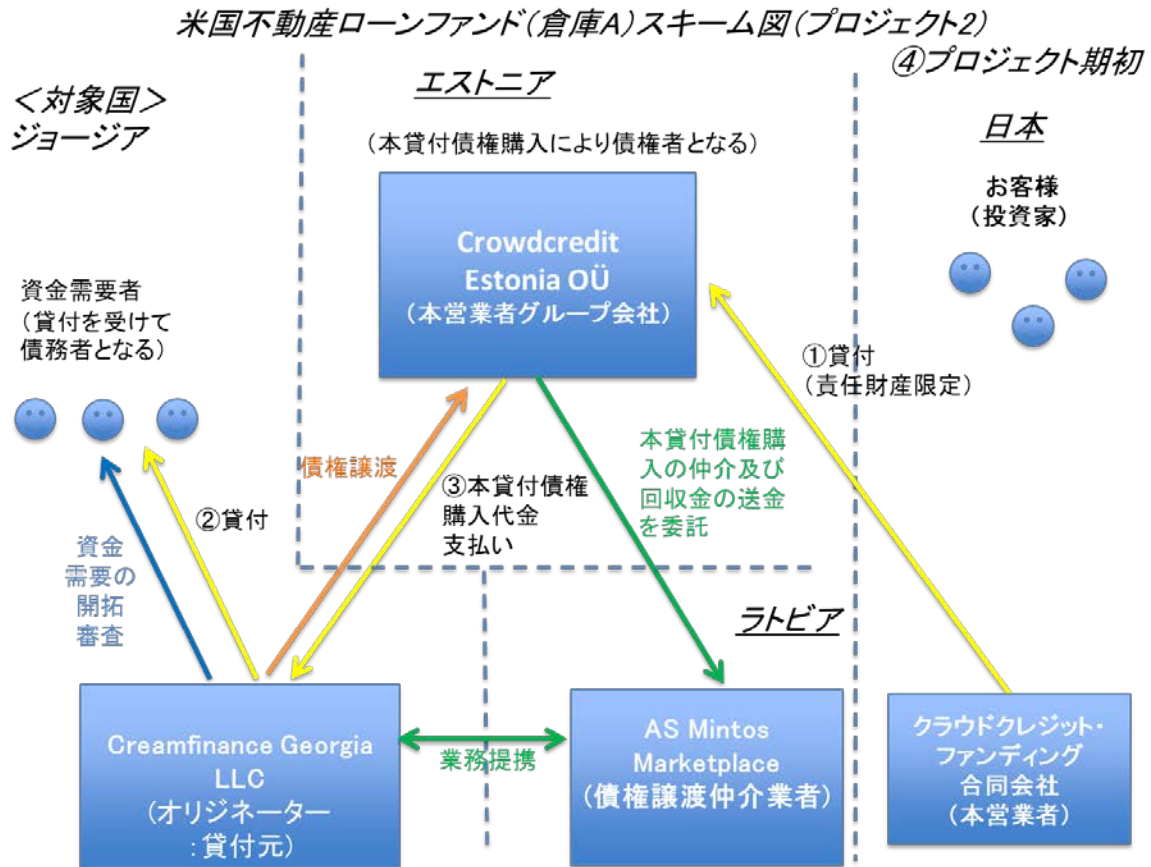 米国不動産ローンファンド(倉庫A)スキーム図(プロジェクト2)
④プロジェクト期初
<対象国>
ジョージア
エストニア
日本
(本貸付債権購入により債権者となる)
お客様
(投資家)
Crowdcredit
Estonia OÜ
(本営業者グループ会社)
資金需要者
(貸付を受けて
債務者となる)
①貸付
(責任財産限定)
債権譲渡
③本貸付債権
購入代金
支払い
本貸付債権購
入の仲介及び
回収金の送金
を委託
②貸付
資金
需要の
開拓
審査
ラトビア
Creamfinance Georgia
LLC
(オリジネーター
:貸付元)
業務提携
AS Mintos
Marketplace
(債権譲渡仲介業者)
クラウドクレジット・
ファンディング
合同会社
(本営業者)